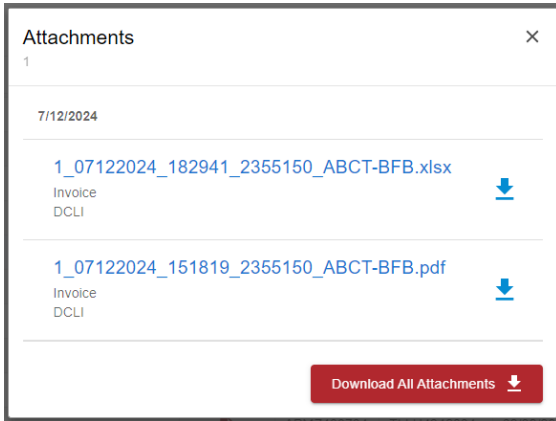 Attachments
1
7/12/2024
1_07122024_182941_2355150_ABCT-BFB.xlsx
Invoice
DCLI
1_07122024_151819_2355150_ABCT-BFB.pdf
Invoice
DCLI
Download All Attachments